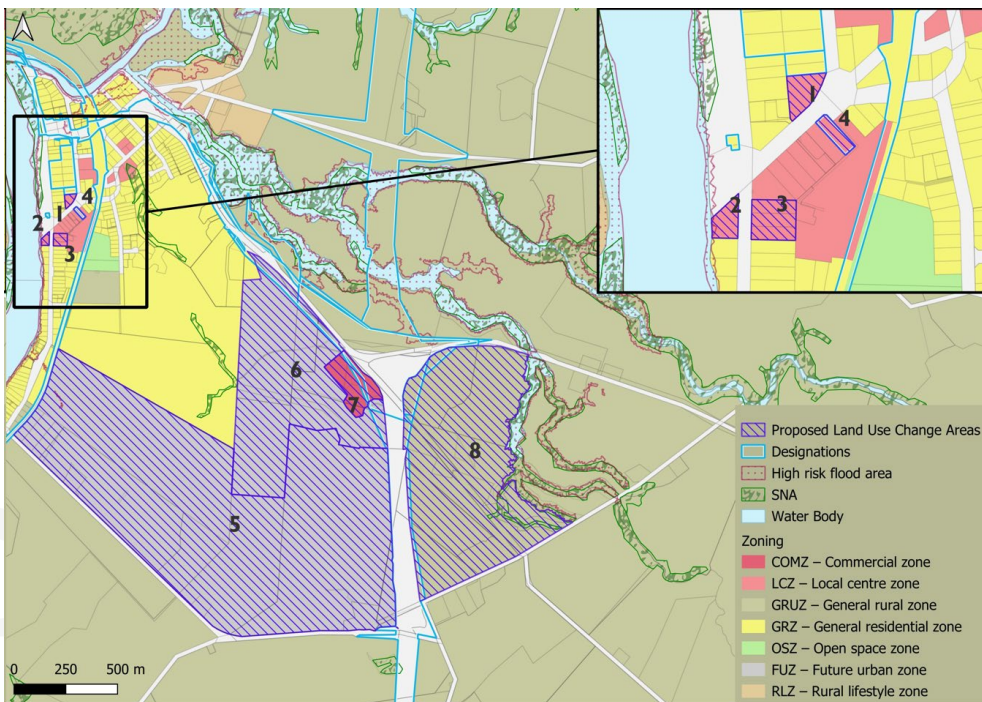 1
4
2
3
1
4
2
3
6
7
8
5
Proposed Land Use Change Areas
Designations
High risk flood area
SNA
Water Body
Zoning
COMZ – Commercial zone
LCZ – Local centre zone
GRUZ – General rural zone
GRZ – General residential zone
OSZ – Open space zone
FUZ – Future urban zone
RLZ – Rural lifestyle zone
0 250 500 m